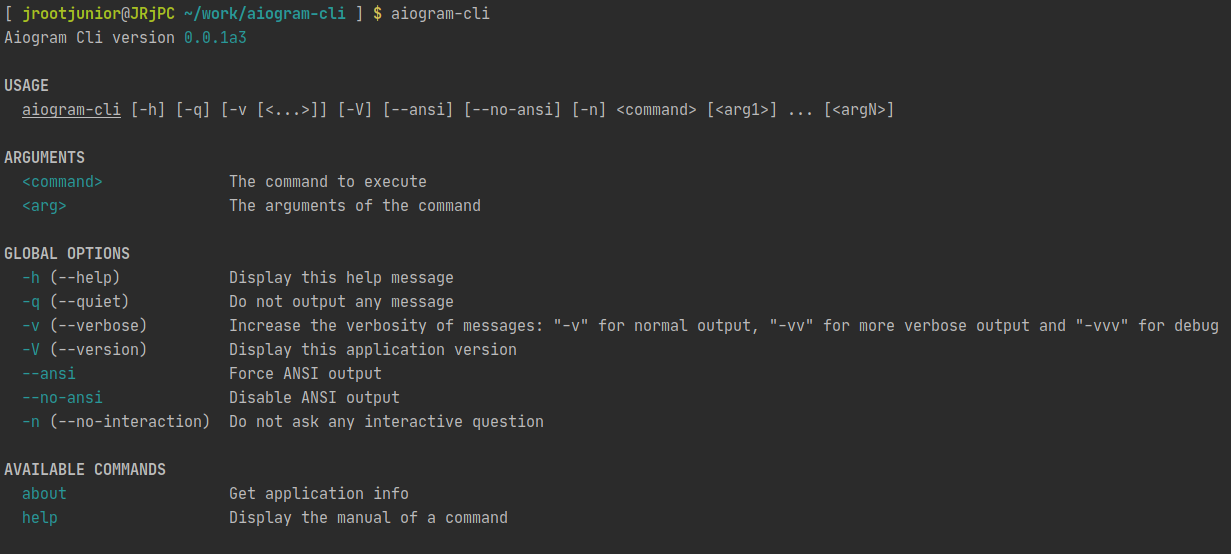 [ jrootjunior@JRjPC ~/work/aiogram-cli ] $ aiogram-cli
Aiogram Cli version 0.0.1a3
USAGE
aiogram-cli [-h] [-q] [-v [<...>]] [-V] [--ansi] [--no-ansi] [-n] <command> [<arg1>] ... [<argN>]
ARGUMENTS
<command> The command to execute
<arg> The arguments of the command
GLOBAL OPTIONS
-h (--help) Display this help message
-q (--quiet) Do not output any message
-v (--verbose) Increase the verbosity of messages: "-v" for normal output, "-vv" for more verbose output and "-vvv" for debug
-V (--version) Display this application version
--ansi Force ANSI output
--no-ansi Disable ANSI output
-n (--no-interaction) Do not ask any interactive question
AVAILABLE COMMANDS
about Get application info
help Display the manual of a command